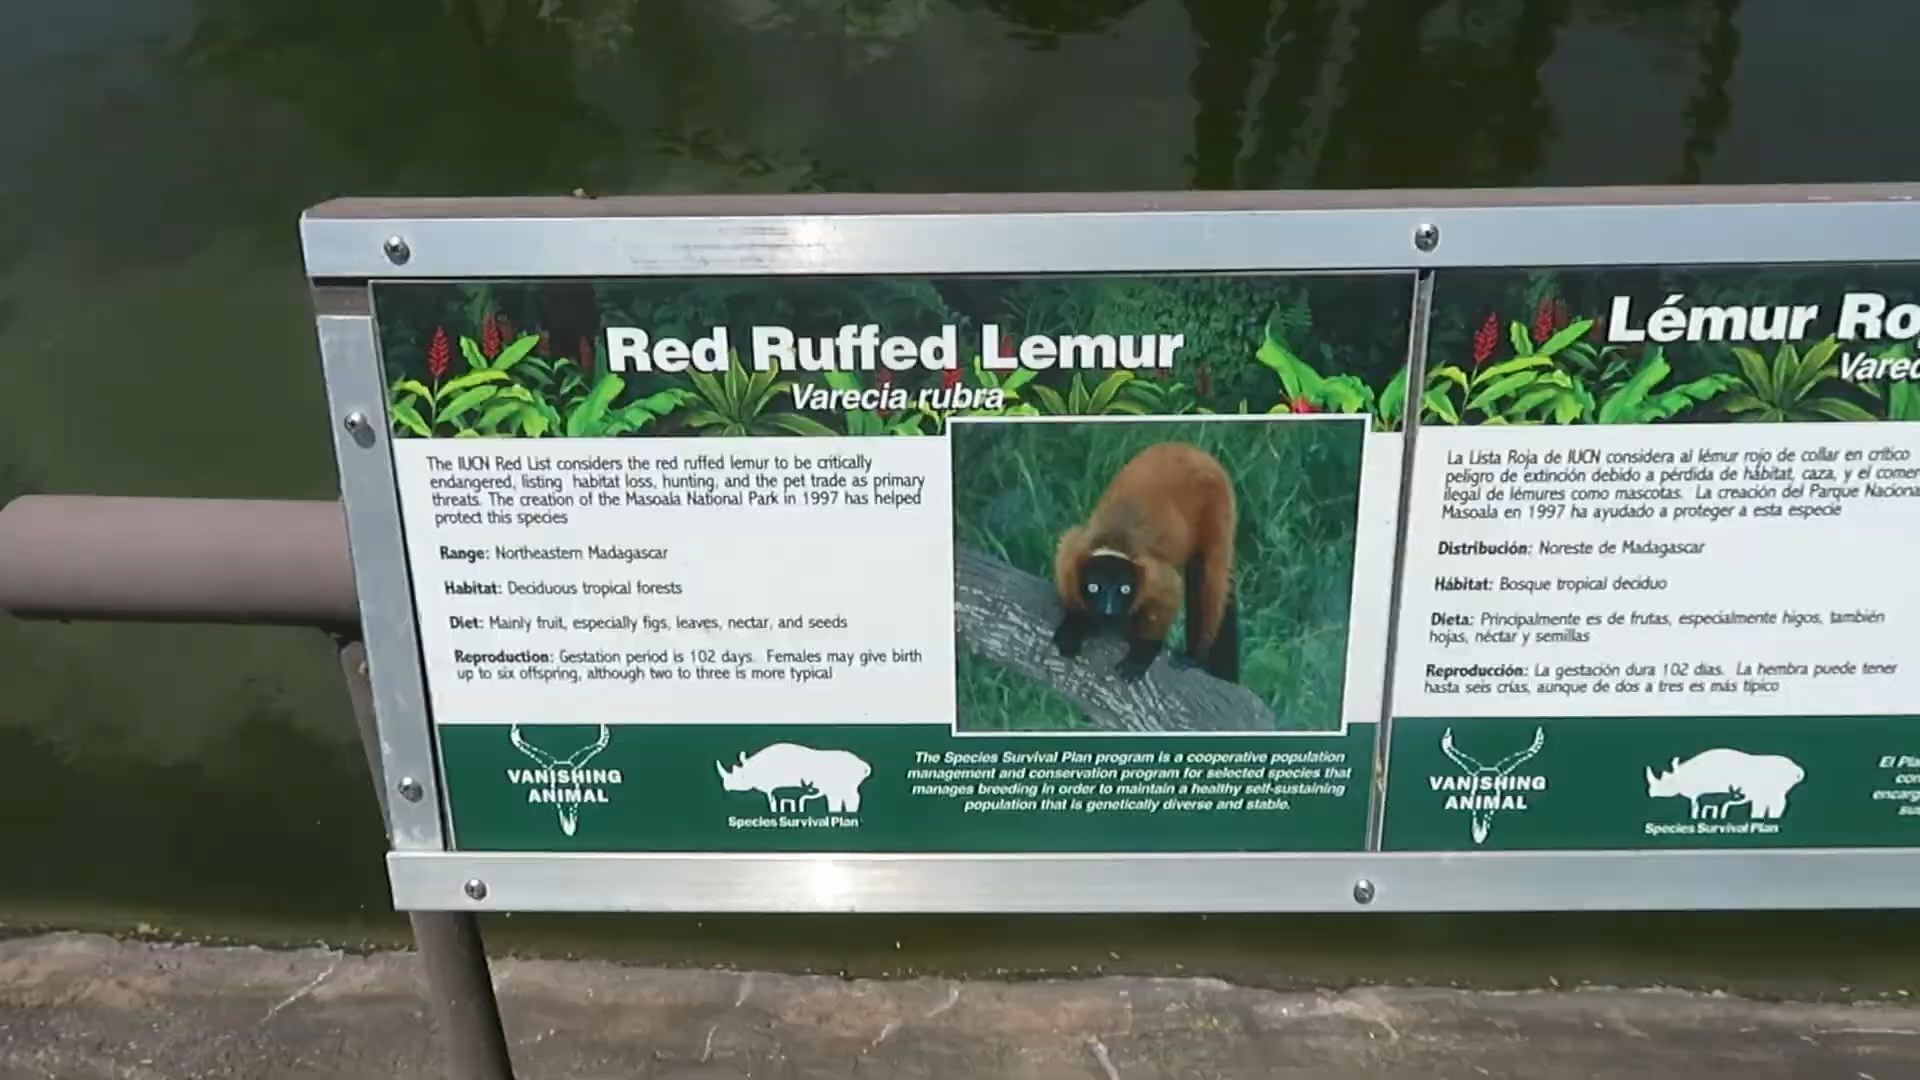 Red Ruffed Lemur
Varecia rubra
The IUCN Red List considers the red ruffed lemur to be critically
endangered, listing habitat loss, hunting, and the pet trade as primary
threats. The creation of the Masoala National Park in 1997 has helped
protect this species
Range: Northeastern Madagascar
Habitat: Deciduous tropical forests
Diet: Mainly fruit, especially figs, leaves, nectar, and seeds
Reproduction: Gestation period is 102 days. Females may give birth
up to six offspring, although two to three is more typical
VANISHING
ANIMAL
Species Survival Plan
The Species Survival Plan program is a cooperative population
management and conservation program for selected species that
manages breeding in order to maintain a healthy self-sustaining
population that is genetically diverse and stable.
Lémur
La Lista Roja de IUCN considera al lémur rojo de collar en crítico
peligro de extinción debido a pérdida de hábitat, caza, y el
ilegal de lémures como mascotas. La creación del Parque
Masoala en 1997 ha ayudado a proteger a esta especie
Distribución: Noreste de Madagascar
Hábitat: Bosque tropical deciduo
Dieta: Principalmente es de frutas, especialmente higos, también
hojas, néctar y semillas
Reproducción: La gestación dura 102 días. La hembra puede tener
hasta seis crías, aunque de dos a tres es más típico
VANISHING
ANIMAL
Species Survival Plan
El